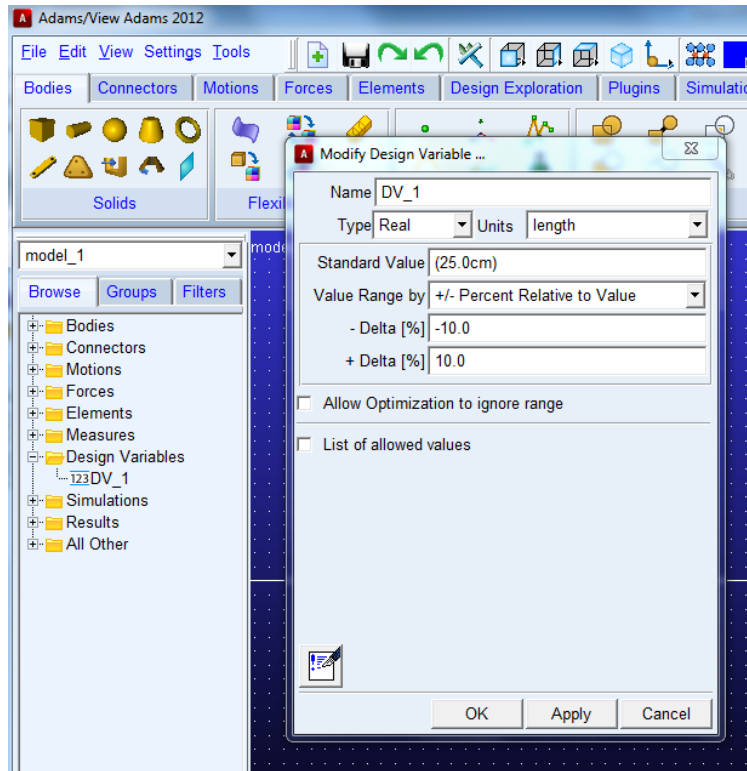 Adams/View Adams 2012
File Edit View Settings Tools
Bodies Connectors Motions Forces Elements Design Exploration Plugins
Solids
model_1
Browse Groups Filters
Bodies
Connectors
Motions
Forces
Elements
Measures
Design Variables
123 DV_1
Simulations
Results
All Other
Modify Design Variable ...
Name DV_1
Type Real Units length
Standard Value (25.0cm)
Value Range by +/- Percent Relative to Value
- Delta [%] -10.0
+ Delta [%] 10.0
Allow Optimization to ignore range
List of allowed values
OK Apply Cancel